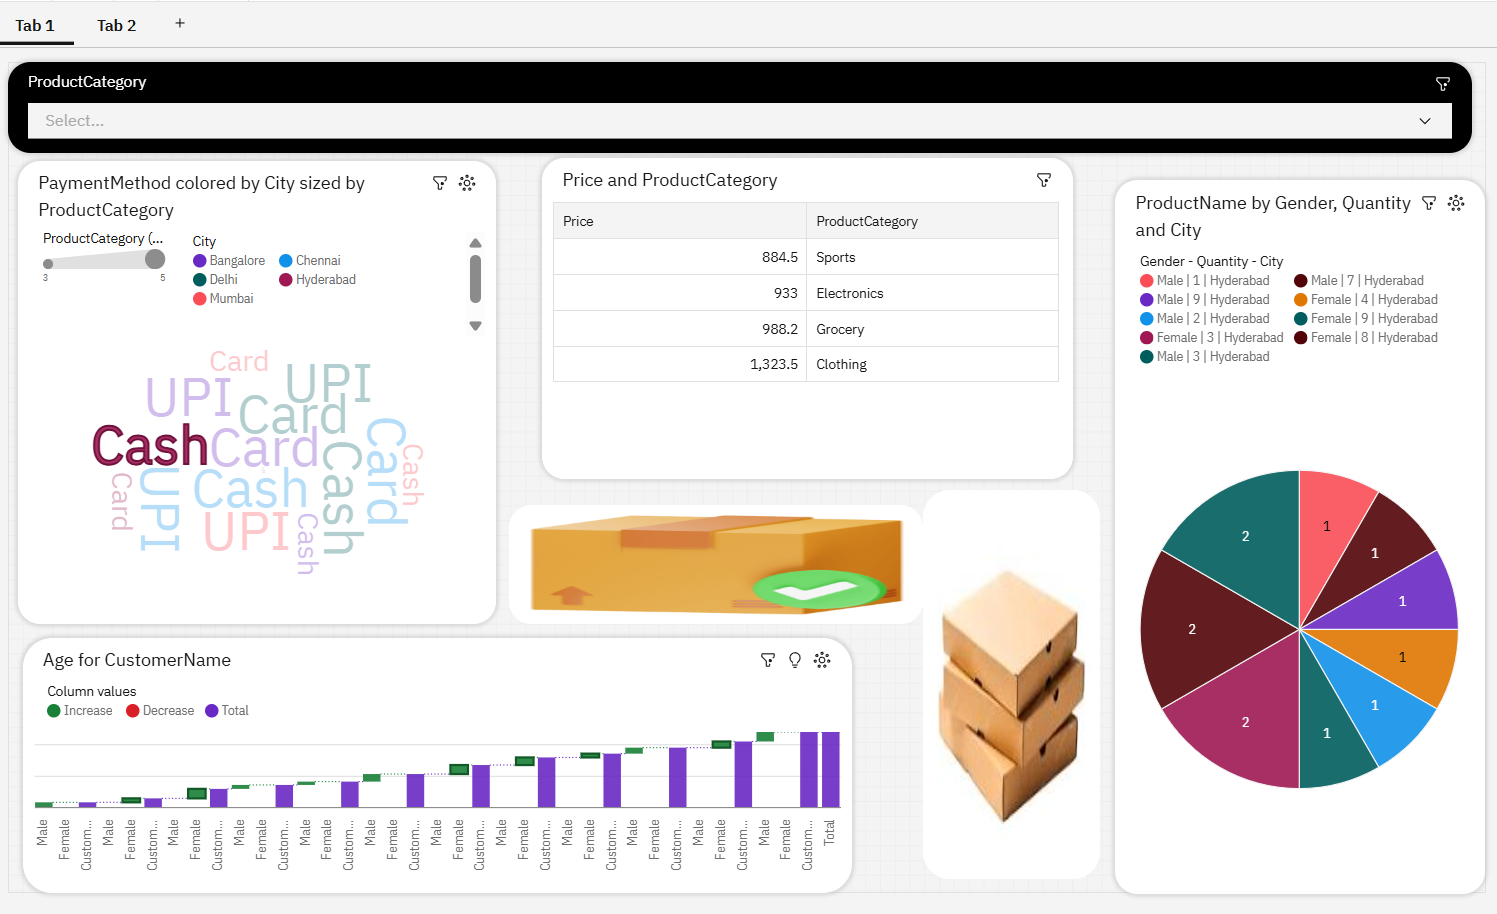 Tab 1
Tab 2
+
ProductCategory
Select...
PaymentMethod colored by City sized by
ProductCategory
ProductCategory (...
3
5
City
Bangalore
Chennai
Delhi
Hyderabad
Mumbai
Card
UPI
UPI
Card
Cash
Card
Card
Cash
Cash
Card
UPI
Cash
UPI
Cash
Price and ProductCategory
Price
ProductCategory
884.5
Sports
933
Electronics
988.2
Grocery
1,323.5
Clothing
ProductName by Gender, Quantity
and City
Gender - Quantity - City
Male | 1 | Hyderabad
Male | 7 | Hyderabad
Male | 9 | Hyderabad
Female | 4 | Hyderabad
Male | 2 | Hyderabad
Female | 9 | Hyderabad
Female | 3 | Hyderabad
Female | 8 | Hyderabad
Male | 3 | Hyderabad
1
1
1
1
1
1
2
2
2
Age for CustomerName
Column values
Increase
Decrease
Total
Male
Female
Custom...
Male
Female
Custom...
Male
Female
Custom...
Male
Female
Custom...
Male
Female
Custom...
Male
Female
Custom...
Male
Female
Custom...
Male
Female
Custom...
Male
Female
Custom...
Male
Female
Custom...
Male
Female
Custom...
Male
Female
Custom...
Total